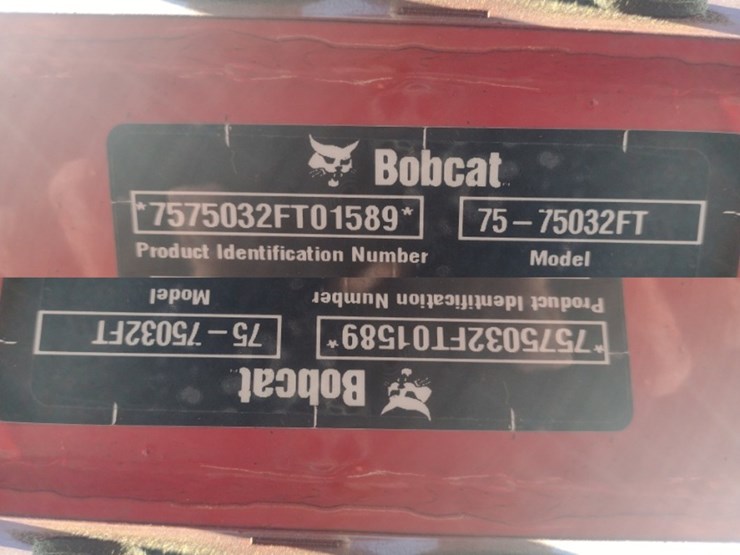 Bobcat
*7575032FT01589* 75-75032FT
Product Identification Number Model
Model Product Identification Number
75-75032FT *7575032FT01589*
Bobcat